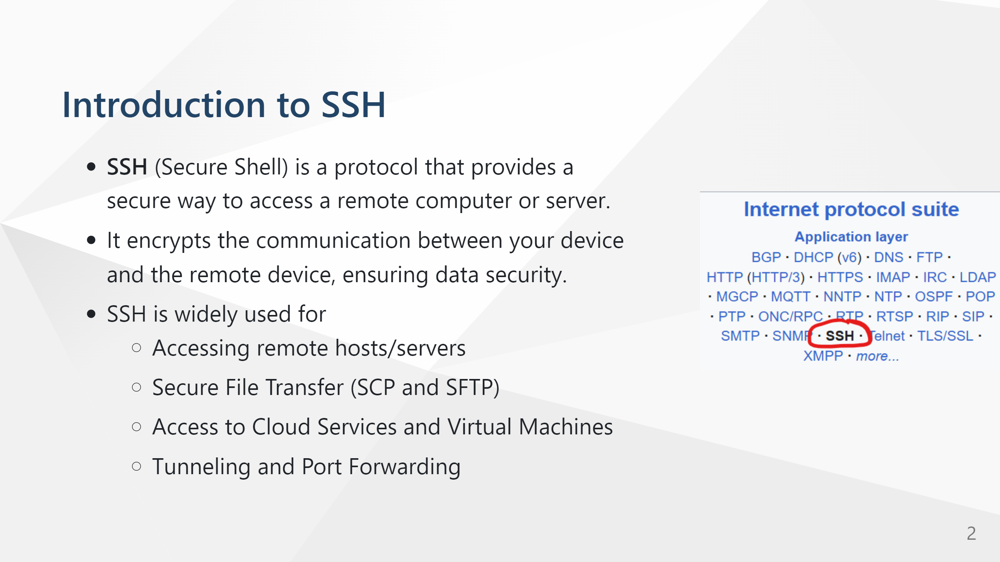 Introduction to SSH
• SSH (Secure Shell) is a protocol that provides a
secure way to access a remote computer or server.
• It encrypts the communication between your device
and the remote device, ensuring data security.
• SSH is widely used for
○ Accessing remote hosts/servers
○ Secure File Transfer (SCP and SFTP)
○ Access to Cloud Services and Virtual Machines
○ Tunneling and Port Forwarding
Internet protocol suite
Application layer
BGP · DHCP (v6) · DNS · FTP ·
HTTP (HTTP/3) · HTTPS · IMAP · IRC · LDAP
· MGCP · MQTT · NNTP · NTP · OSPF · POP
· PTP · ONC/RPC · RTP · RTSP · RIP · SIP ·
SMTP · SNMP · SSH · Telnet · TLS/SSL ·
XMPP · more...
2